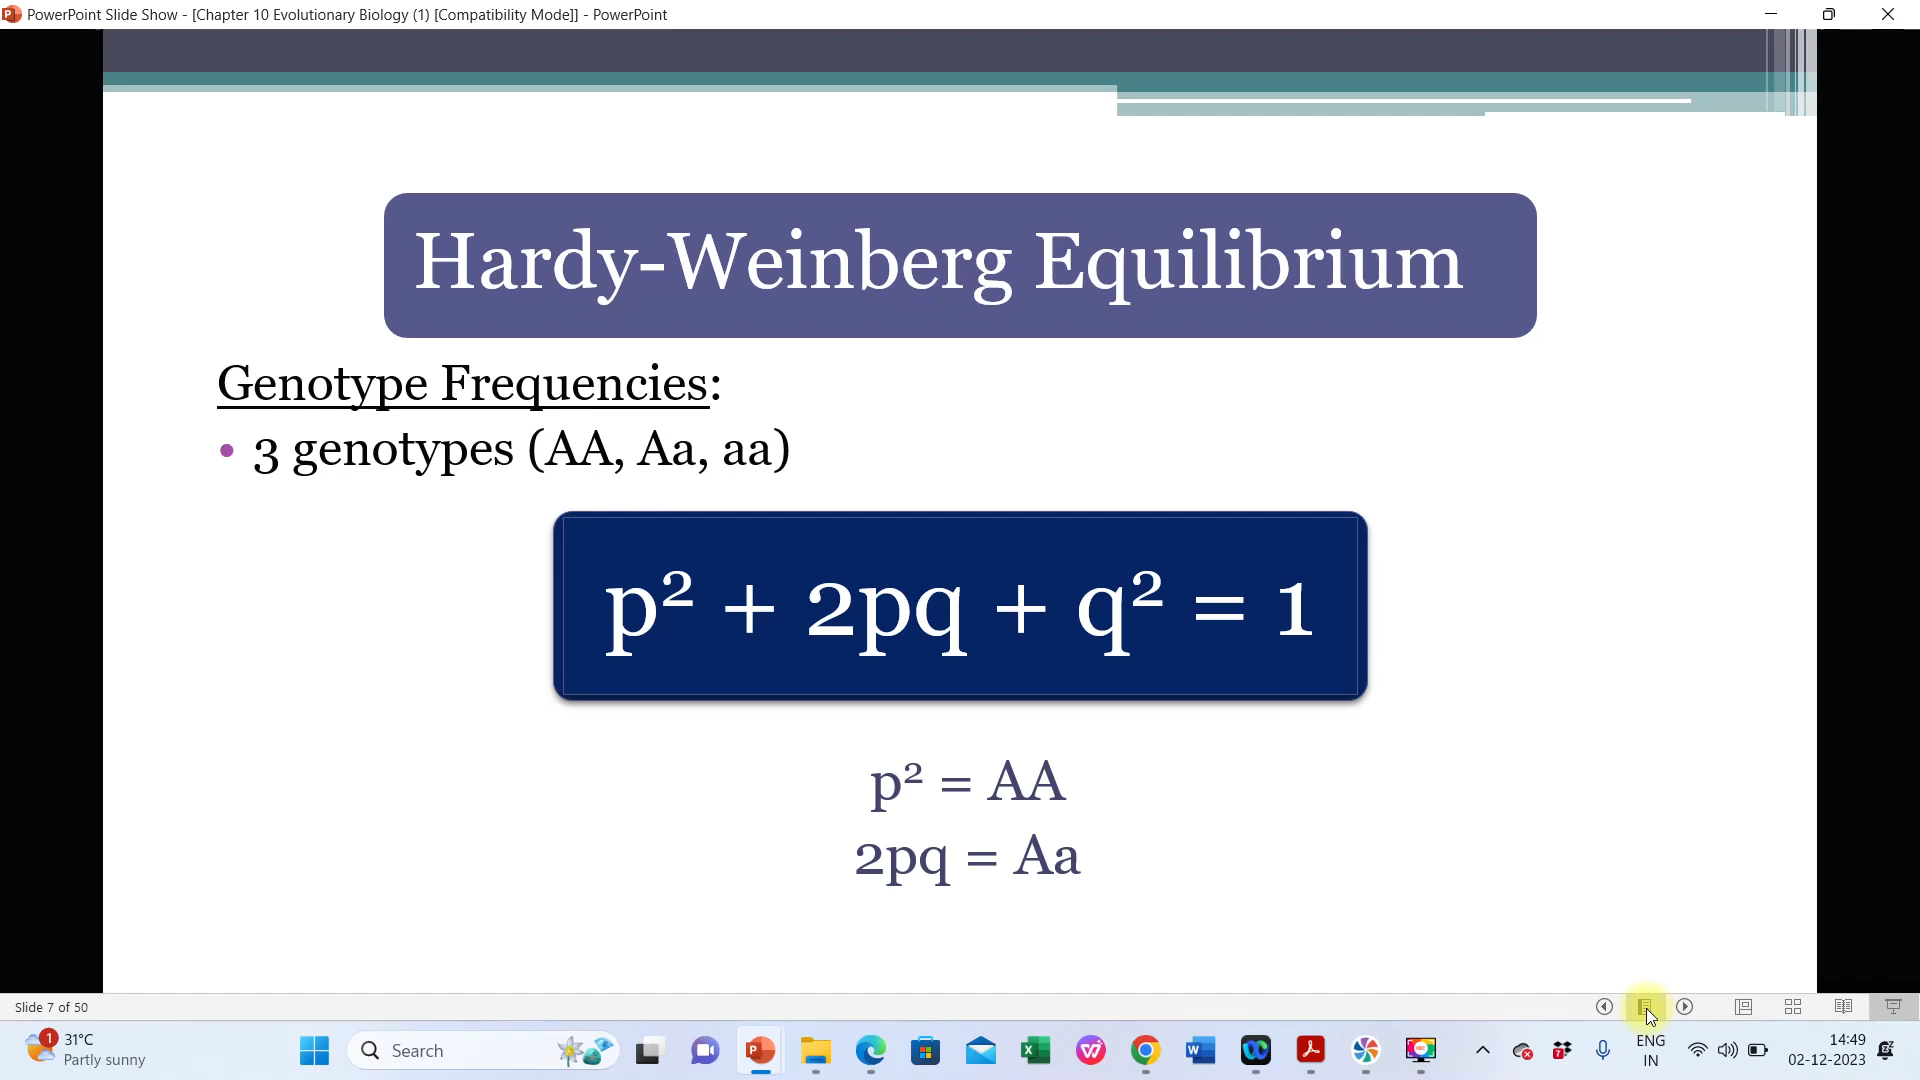 PowerPoint Slide Show - [Chapter 10 Evolutionary Biology (1) [Compatibility Mode]] - PowerPoint
Hardy-Weinberg Equilibrium
Genotype Frequencies:
• 3 genotypes (AA, Aa, aa)
p² + 2pq + q² = 1
p² = AA
2pq = Aa
Slide 7 of 50
1
31°C
Partly sunny
Search
7
ENG
IN
14:49
02-12-2023